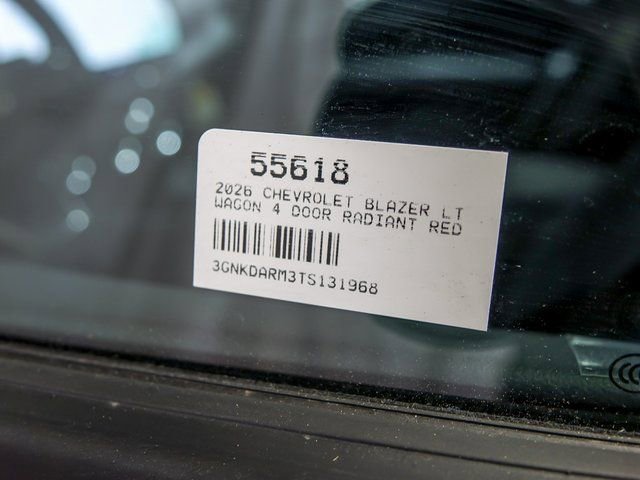 55618
2026 CHEVROLET BLAZER LT
WAGON 4 DOOR RADIANT RED
3GNKDARM3TS131968